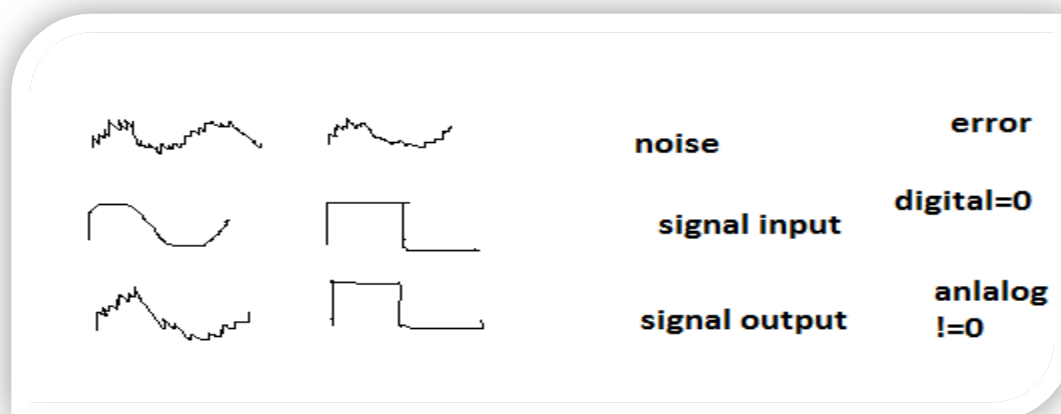 noise
error
signal input
digital=0
signal output
anlalog
!=0